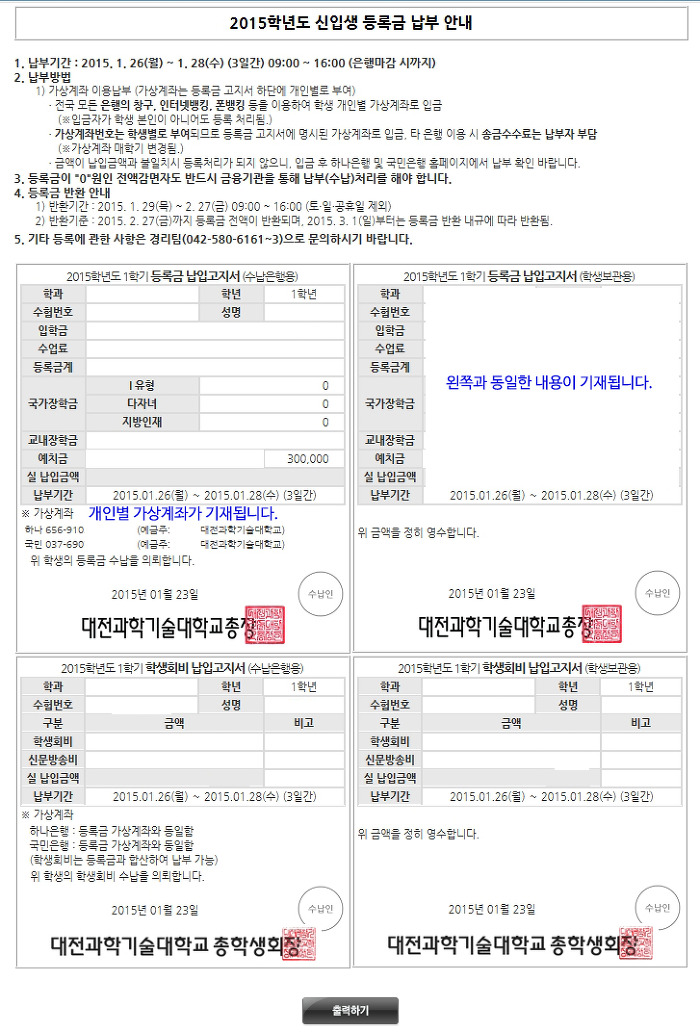 2015학년도 신입생 등록금 납부 안내
1. 납부기간 : 2015. 1. 26(월) ~ 1. 28(수) (3일간) 09:00 ~ 16:00 (은행마감 시까지)
2. 납부방법
1) 가상계좌 이용납부 (가상계좌는 등록금 고지서 하단에 개인별로 부여)
· 전국 모든 은행의 창구, 인터넷뱅킹, 폰뱅킹 등을 이용하여 학생 개인별 가상계좌로 입금
(※입금자가 학생 본인이 아니어도 등록 처리됨.)
· 가상계좌번호는 학생별로 부여되므로 등록금 고지서에 명시된 가상계좌로 입금, 타 은행 이용 시 송금수수료는 납부자 부담
(※가상계좌 매학기 변경됨.)
· 금액이 납입금액과 불일치시 등록처리가 되지 않으니, 입금 후 하나은행 및 국민은행 홈페이지에서 납부 확인 바랍니다.
3. 등록금이 "0"원인 전액감면자도 반드시 금융기관을 통해 납부(수납)처리를 해야 합니다.
4. 등록금 반환 안내
1) 반환기간 : 2015. 1. 29(목) ~ 2. 27(금) 09:00 ~ 16:00 (토·일·공휴일 제외)
2) 반환기준 : 2015. 2. 27(금)까지 등록금 전액이 반환되며, 2015. 3. 1(일)부터는 등록금 반환 내규에 따라 반환됨.
5. 기타 등록에 관한 사항은 경리팀(042-580-6161~3)으로 문의하시기 바랍니다.
2015학년도 1학기 등록금 납입고지서 (수납은행용)
학과 학년 1학년
수험번호 성명
입학금
수업료
등록금계
국가장학금
I 유형 0
다자녀 0
지방인재 0
교내장학금
예치금 300,000
실 납입금액
납부기간 2015.01.26(월) ~ 2015.01.28(수) (3일간)
※ 가상계좌 개인별 가상계좌가 기재됩니다.
하나 656-910 (예금주: 대전과학기술대학교)
국민 037-690 (예금주: 대전과학기술대학교)
위 학생의 등록금 수납을 의뢰합니다.
2015년 01월 23일
수납인
대전과학기술대학교총장
2015학년도 1학기 등록금 납입고지서 (학생보관용)
학과
수험번호
입학금
수업료
등록금계
왼쪽과 동일한 내용이 기재됩니다.
국가장학금
교내장학금
예치금
실 납입금액
납부기간 2015.01.26(월) ~ 2015.01.28(수) (3일간)
위 금액을 정히 영수합니다.
2015년 01월 23일
수납인
대전과학기술대학교총장
2015학년도 1학기 학생회비 납입고지서 (수납은행용)
학과 학년 1학년
수험번호 성명
구분 금액 비고
학생회비
신문방송비
실 납입금액
납부기간 2015.01.26(월) ~ 2015.01.28(수) (3일간)
※ 가상계좌
하나은행 : 등록금 가상계좌와 동일함
국민은행 : 등록금 가상계좌와 동일함
(학생회비는 등록금과 합산하여 납부 가능)
위 학생의 학생회비 수납을 의뢰합니다.
2015년 01월 23일
수납인
대전과학기술대학교 총학생회장
2015학년도 1학기 학생회비 납입고지서 (학생보관용)
학과 학년 1학년
수험번호 성명
구분 금액 비고
학생회비
신문방송비
실 납입금액
납부기간 2015.01.26(월) ~ 2015.01.28(수) (3일간)
위 금액을 정히 영수합니다.
2015년 01월 23일
수납인
대전과학기술대학교 총학생회장
출력하기